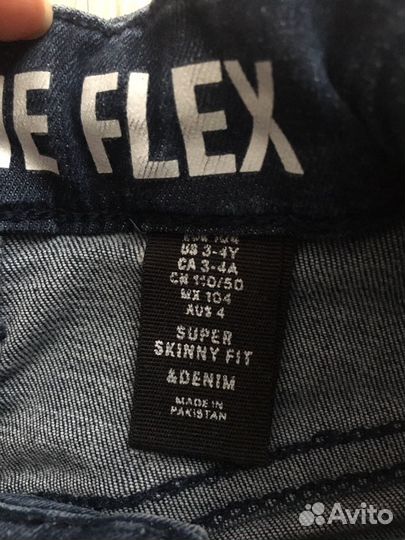 FLEX
US 3-4Y
CA 3-4A
CN 110/50
MX 104
AUS 4
SUPER
SKINNY FIT
&DENIM
MADE IN
PAKISTAN
Avito